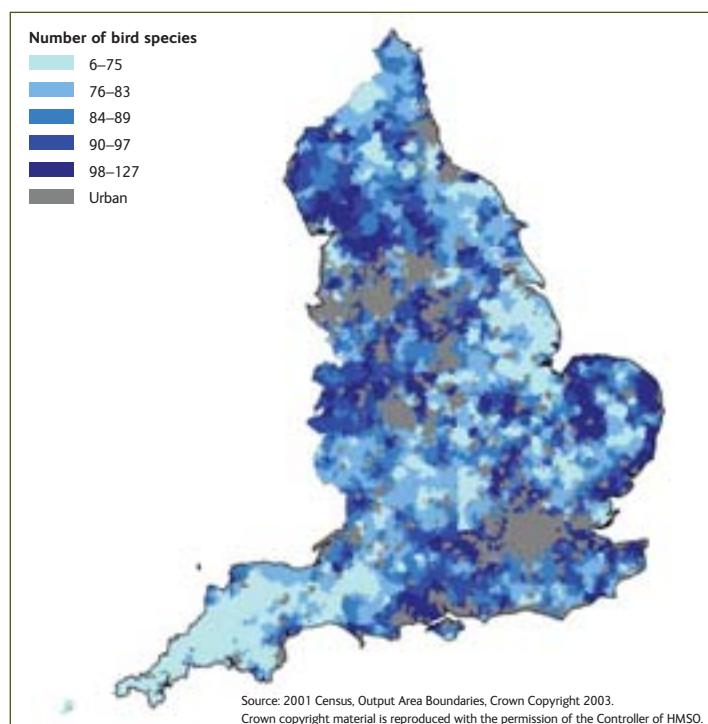 Number of bird species
6–75
76–83
84–89
90–97
98–127
Urban
Source: 2001 Census, Output Area Boundaries, Crown Copyright 2003.
Crown copyright material is reproduced with the permission of the Controller of HMSO.